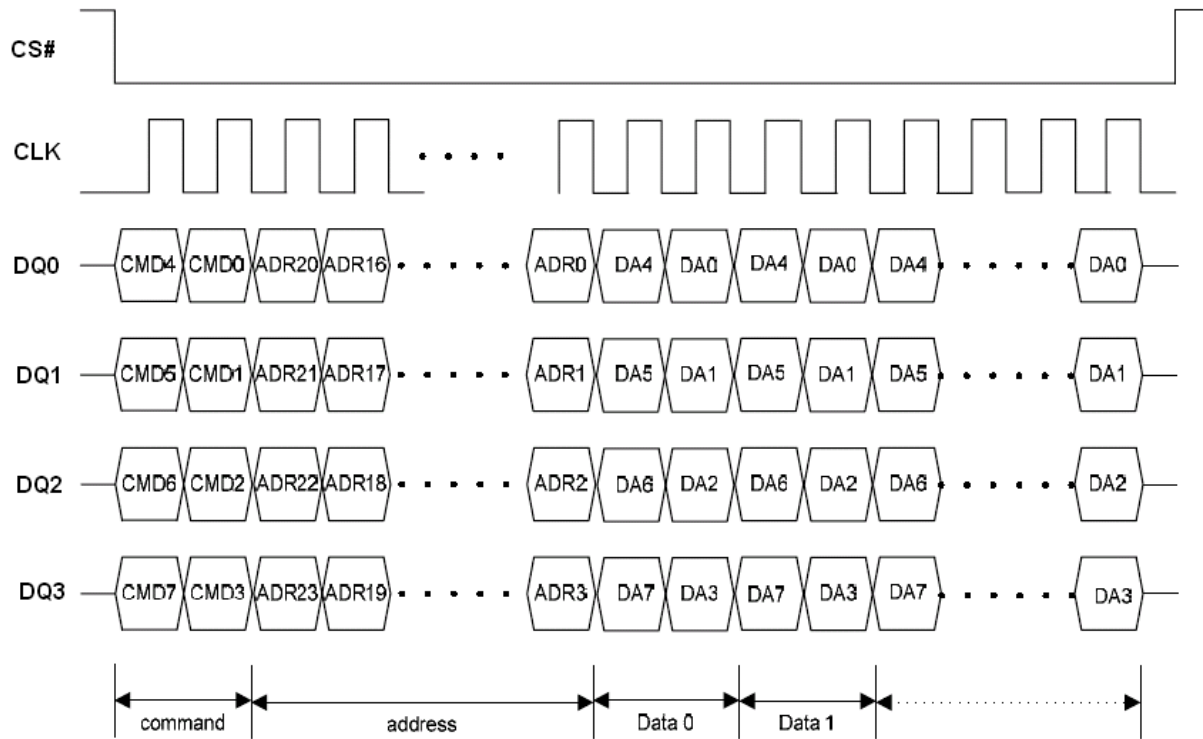 CS#
CLK
DQ0 CMD4 CMD0 ADR20 ADR16 ADR0 DA4 DA0 DA4 DA0 DA4 DA0
DQ1 CMD5 CMD1 ADR21 ADR17 ADR1 DA5 DA1 DA5 DA1 DA5 DA1
DQ2 CMD6 CMD2 ADR22 ADR18 ADR2 DA6 DA2 DA6 DA2 DA6 DA2
DQ3 CMD7 CMD3 ADR23 ADR19 ADR3 DA7 DA3 DA7 DA3 DA7 DA3
command address Data 0 Data 1